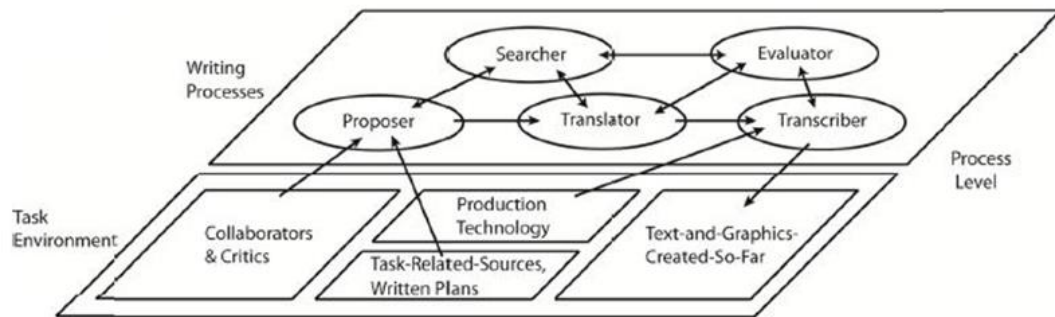 Searcher
Evaluator
Writing
Processes
Proposer
Translator
Transcriber
Process
Level
Task
Environment
Collaborators
& Critics
Production
Technology
Task-Related-Sources,
Written Plans
Text-and-Graphics-
Created-So-Far